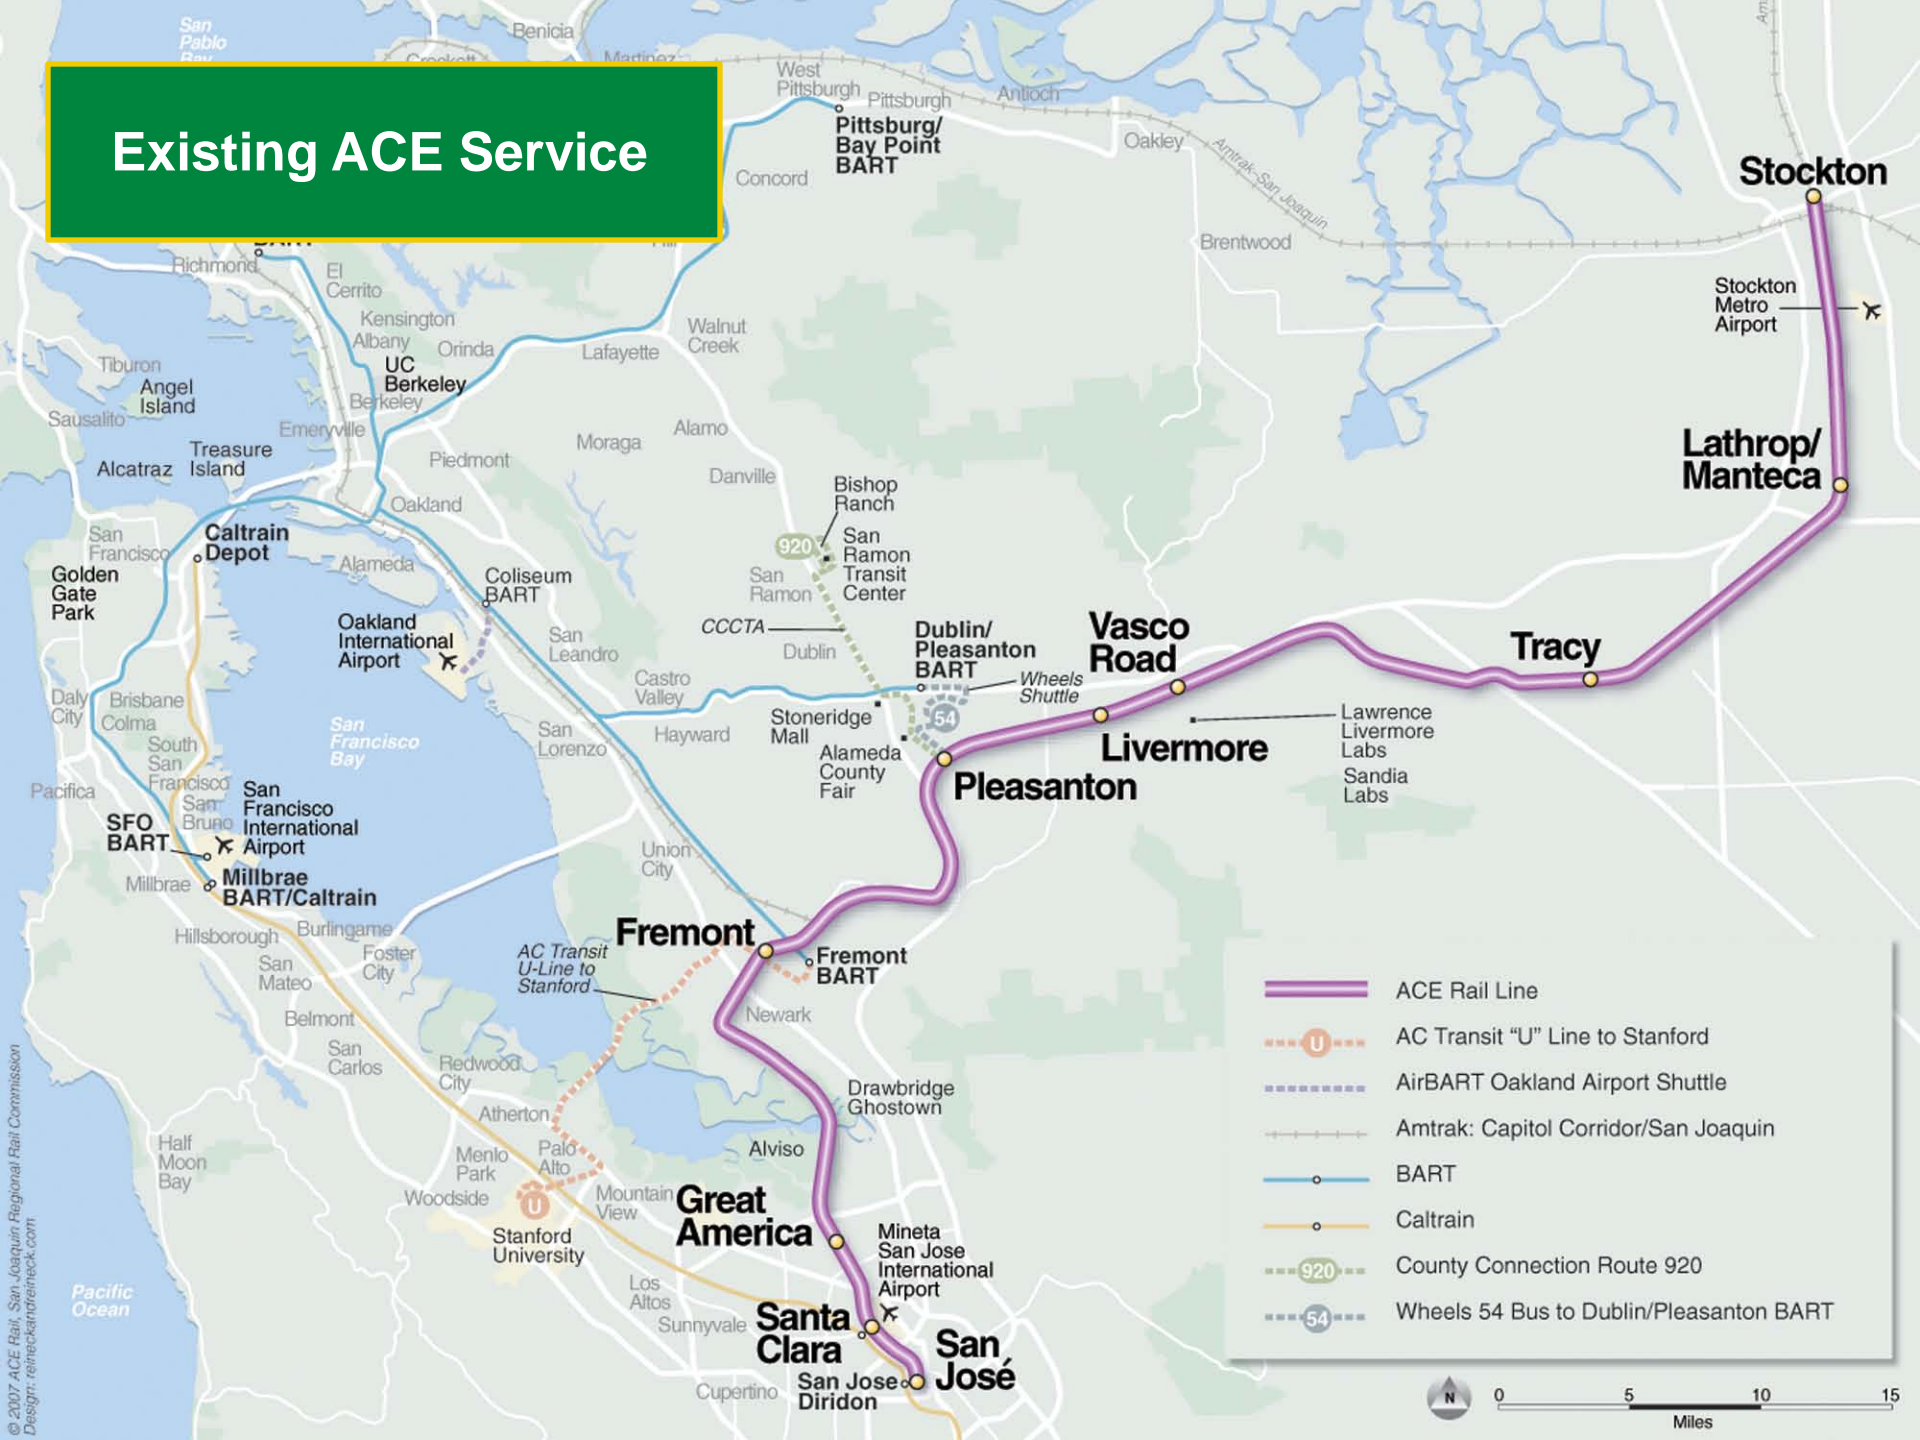 San
Pablo
Bay
Benicia
Crockett
Martinez
West
Pittsburgh
Pittsburgh
Antioch
Existing ACE Service
Pittsburg/
Bay Point
BART
Concord
Oakley
Amtrak-San Joaquin
Stockton
BART
Richmond
El
Cerrito
Brentwood
Stockton
Metro
Airport
Kensington
Albany
Orinda
Lafayette
Walnut
Creek
UC
Berkeley
Berkeley
Tiburon
Angel
Island
Sausalito
Emeryville
Treasure
Island
Alcatraz
Piedmont
Moraga
Alamo
Danville
Lathrop/
Manteca
Oakland
Bishop
Ranch
920
San
Ramon
Transit
Center
San
Ramon
San
Francisco
Caltrain
Depot
Alameda
Golden
Gate
Park
Coliseum
BART
Oakland
International
Airport
San
Leandro
CCCTA
Dublin
Dublin/
Pleasanton
BART
Wheels
Shuttle
54
Vasco
Road
Tracy
Castro
Valley
Daly
City
Brisbane
Colma
San
Francisco
Bay
San
Lorenzo
Hayward
Stoneridge
Mall
Alameda
County
Fair
Livermore
Lawrence
Livermore
Labs
Sandia
Labs
Pleasanton
South
San
Francisco
Pacifica
San
Bruno
San
Francisco
International
Airport
SFO
BART
Millbrae
Millbrae
BART/Caltrain
Union
City
Hillsborough
Burlingame
Foster
City
San
Mateo
Fremont
AC Transit
U-Line to
Stanford
Fremont
BART
Newark
Belmont
San
Carlos
Redwood
City
Atherton
Drawbridge
Ghostown
Half
Moon
Bay
Menlo
Park
Palo
Alto
Alviso
Woodside
U
Stanford
University
Mountain
View
Great
America
Mineta
San Jose
International
Airport
Pacific
Ocean
Los
Altos
Sunnyvale
Santa
Clara
San
José
Cupertino
San Jose
Diridon
ACE Rail Line
U
AC Transit “U” Line to Stanford
AirBART Oakland Airport Shuttle
Amtrak: Capitol Corridor/San Joaquin
BART
Caltrain
920
County Connection Route 920
54
Wheels 54 Bus to Dublin/Pleasanton BART
N
0 5 10 15
Miles
© 2007 ACE Rail, San Joaquin Regional Rail Commission
Design: reineckandreineck.com